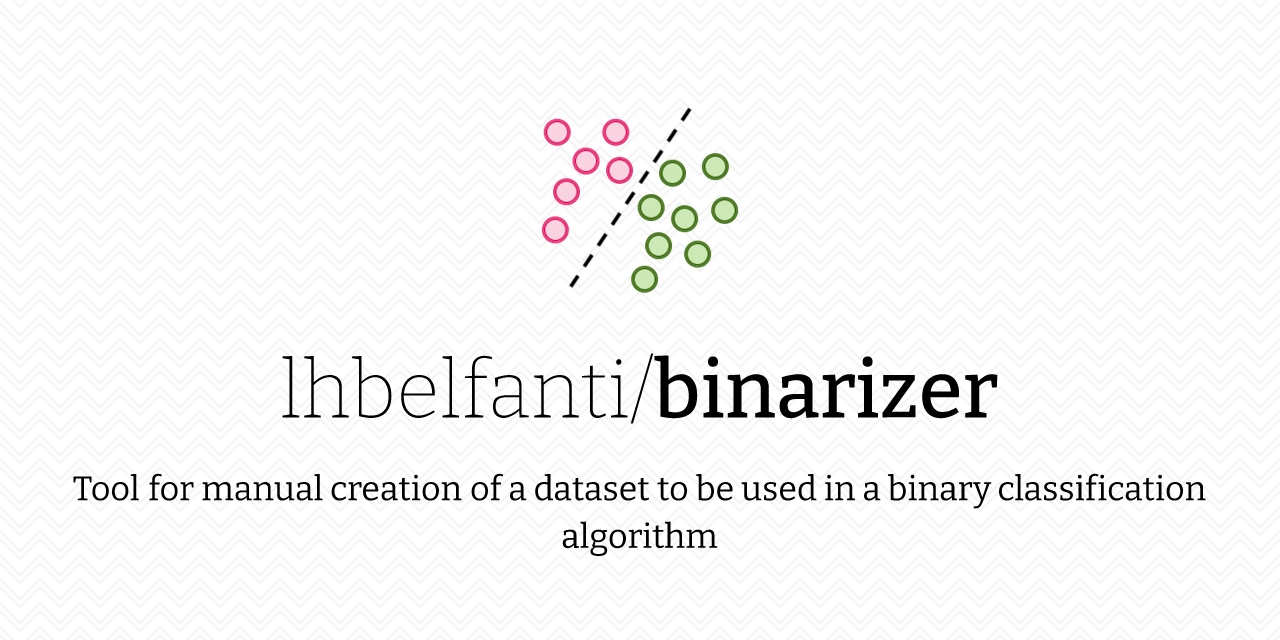 lhbelfanti/binarizer
Tool for manual creation of a dataset to be used in a binary classification
algorithm